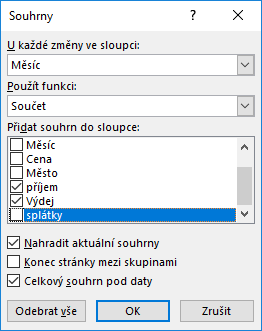 Souhrny
U každé změny ve sloupci:
Měsíc
Použít funkci:
Součet
Přidat souhrn do sloupce:
Měsíc
Cena
Město
příjem
Výdej
splátky
Nahradit aktuální souhrny
Konec stránky mezi skupinami
Celkový souhrn pod daty
Odebrat vše
OK
Zrušit